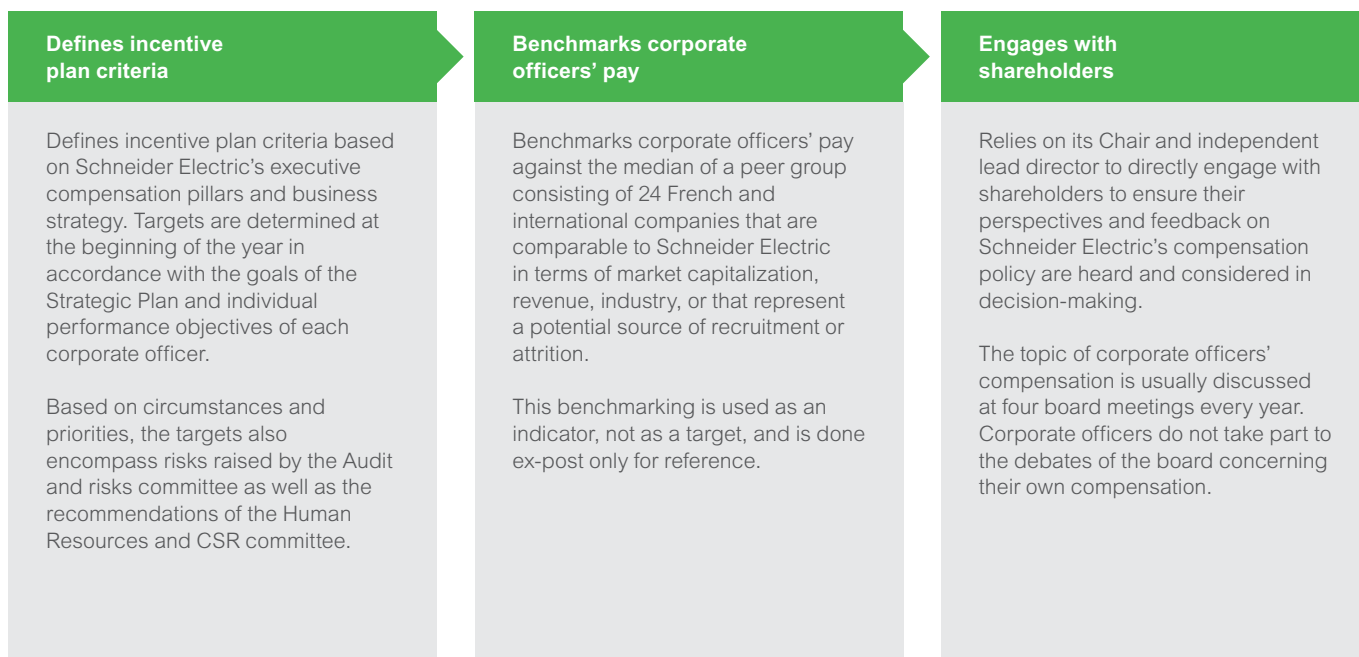 Defines incentive
plan criteria
Defines incentive plan criteria based
on Schneider Electric’s executive
compensation pillars and business
strategy. Targets are determined at
the beginning of the year in
accordance with the goals of the
Strategic Plan and individual
performance objectives of each
corporate officer.
Based on circumstances and
priorities, the targets also
encompass risks raised by the Audit
and risks committee as well as the
recommendations of the Human
Resources and CSR committee.
Benchmarks corporate
officers’ pay
Benchmarks corporate officers’ pay
against the median of a peer group
consisting of 24 French and
international companies that are
comparable to Schneider Electric
in terms of market capitalization,
revenue, industry, or that represent
a potential source of recruitment or
attrition.
This benchmarking is used as an
indicator, not as a target, and is done
ex-post only for reference.
Engages with
shareholders
Relies on its Chair and independent
lead director to directly engage with
shareholders to ensure their
perspectives and feedback on
Schneider Electric’s compensation
policy are heard and considered in
decision-making.
The topic of corporate officers’
compensation is usually discussed
at four board meetings every year.
Corporate officers do not take part to
the debates of the board concerning
their own compensation.